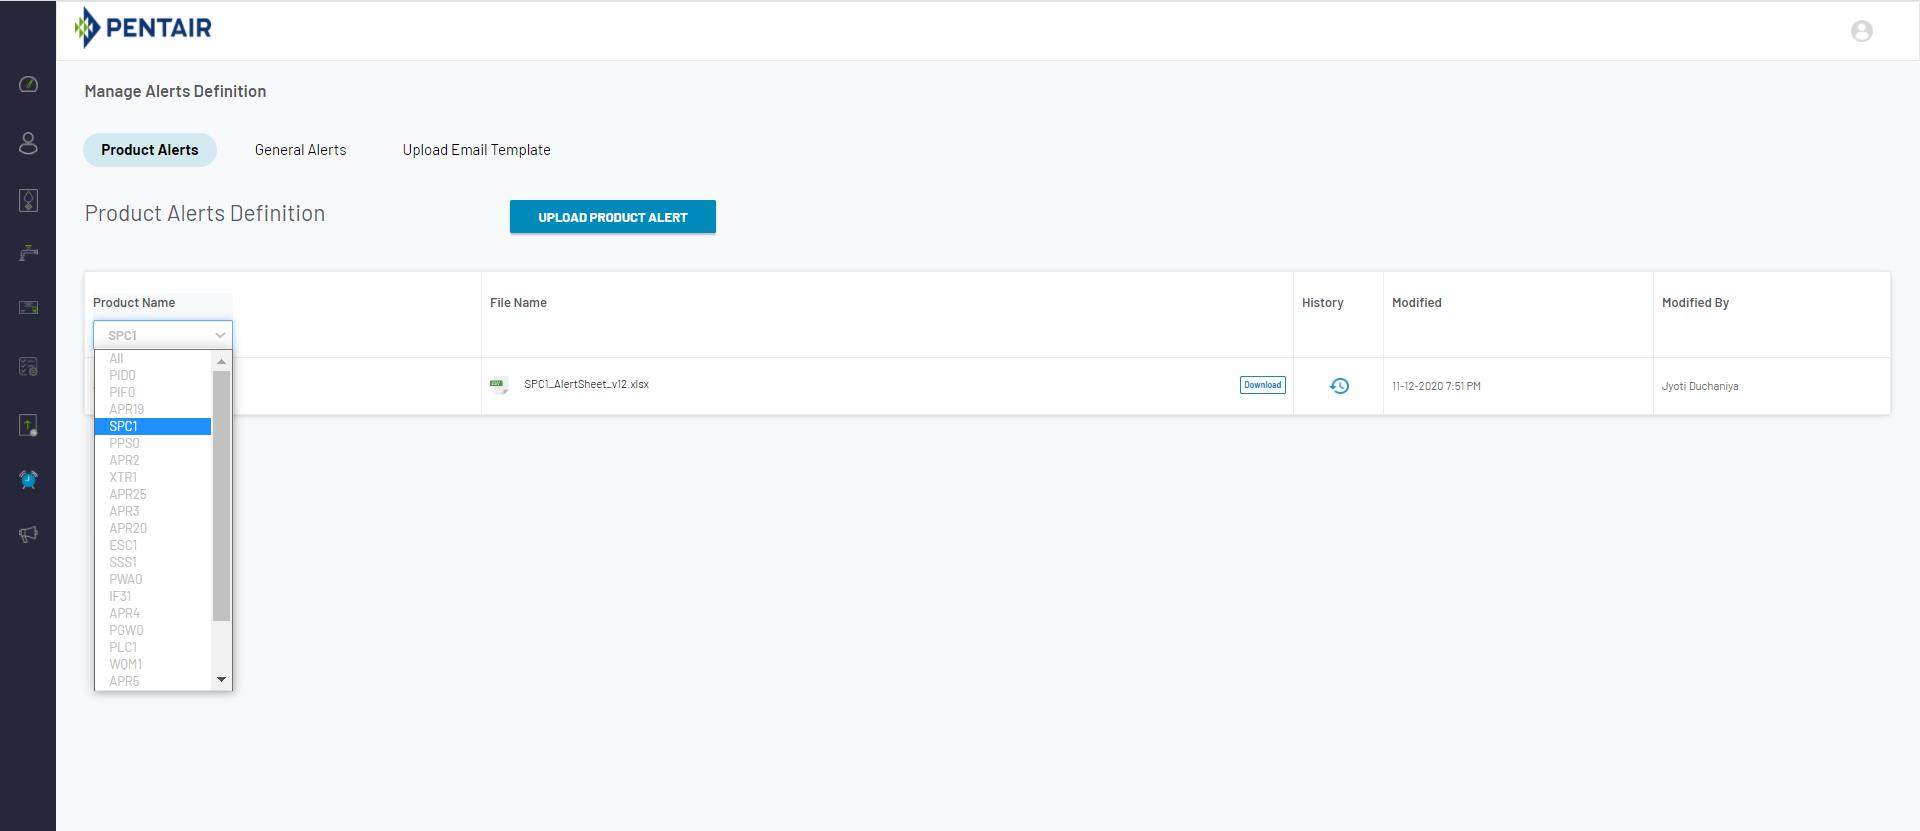 PENTAIR
Manage Alerts Definition
Product Alerts
General Alerts
Upload Email Template
Product Alerts Definition
UPLOAD PRODUCT ALERT
Product Name
File Name
History
Modified
Modified By
SPC1
SPC1_AlertSheet_v12.xlsx
Download
11-12-2020 7:51 PM
Jyoti Duchaniya
All
PID0
PIF0
APR19
SPC1
PPS0
APR2
XTR1
APR25
APR3
APR20
ESC1
SSS1
PWA0
IF31
APR4
PGW0
PLC1
WQM1
APR5